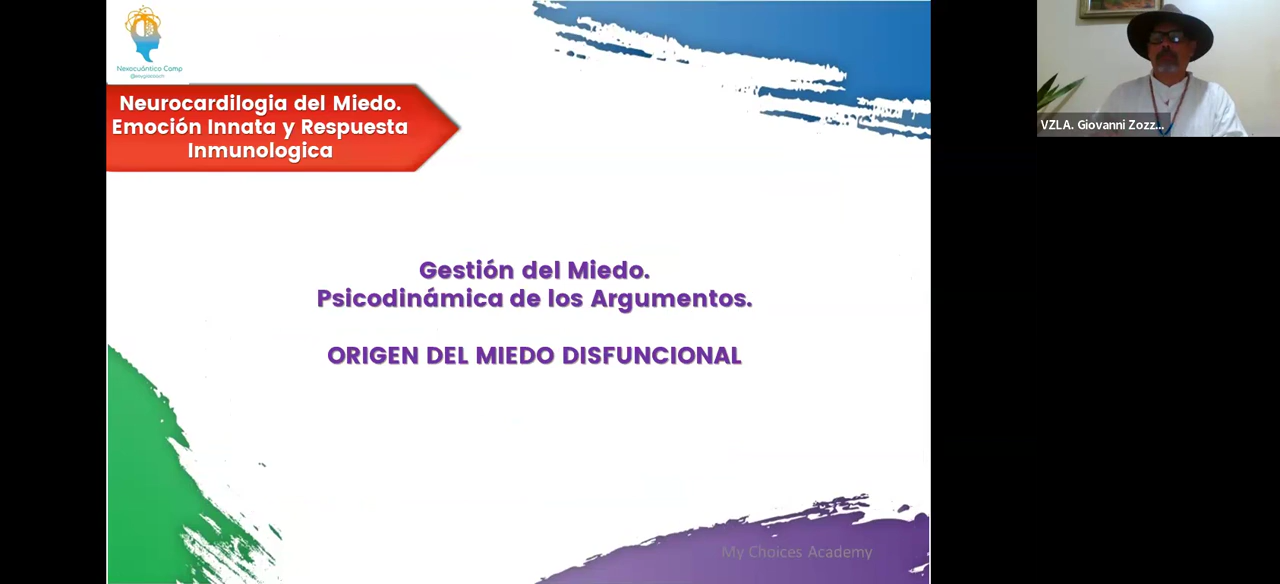 Nexocuántico Camp
Neurocardilogia del Miedo.
Emoción Innata y Respuesta
Inmunologica
VZLA. Giovanni Zozz...
Gestión del Miedo.
Psicodinámica de los Argumentos.
ORIGEN DEL MIEDO DISFUNCIONAL
My Choices Academy